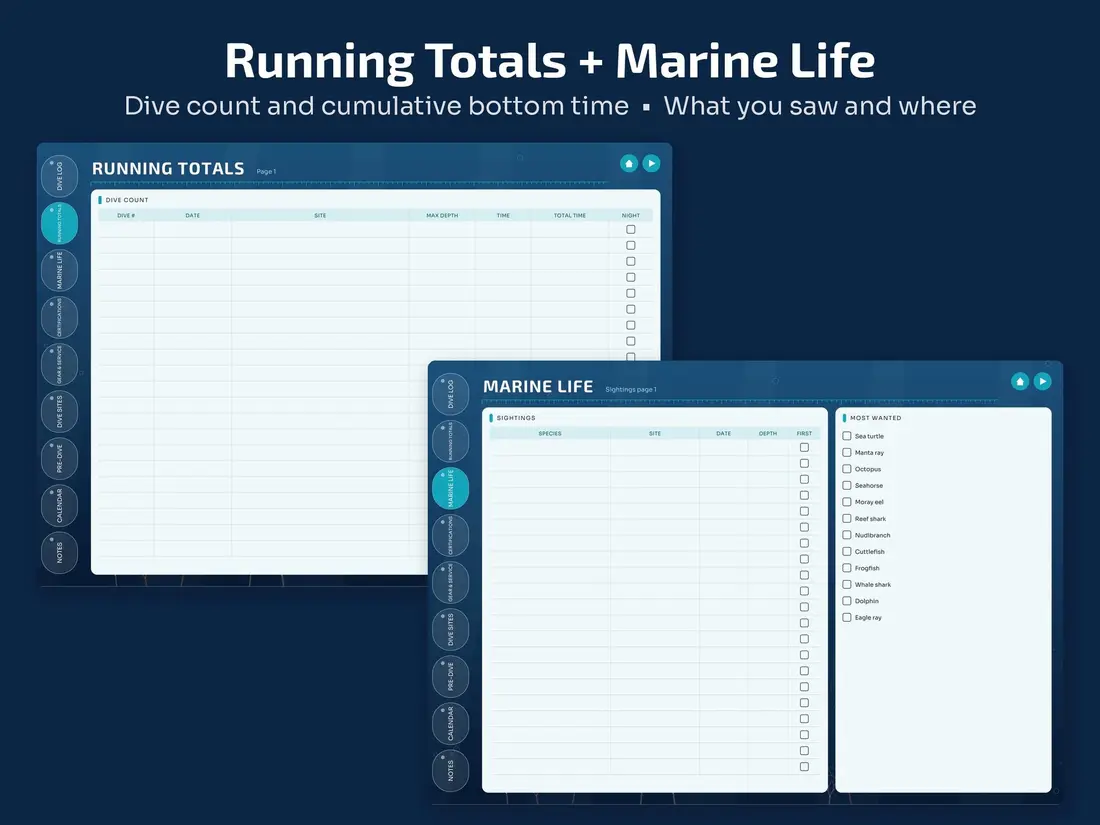 Running Totals + Marine Life
Dive count and cumulative bottom time ▪ What you saw and where
RUNNING TOTALS Page 1
DIVE LOG
RUNNING TOTALS
MARINE LIFE
CERTIFICATIONS
GEAR & SERVICE
DIVE SITES
PRE-DIVE
CALENDAR
NOTES
DIVE COUNT
DIVE # DATE SITE MAX DEPTH TIME TOTAL TIME NIGHT
MARINE LIFE Sightings page 1
DIVE LOG
RUNNING TOTALS
MARINE LIFE
CERTIFICATIONS
GEAR & SERVICE
DIVE SITES
PRE-DIVE
CALENDAR
NOTES
SIGHTINGS
SPECIES SITE DATE DEPTH FIRST
MOST WANTED
Sea turtle
Manta ray
Octopus
Seahorse
Moray eel
Reef shark
Nudibranch
Cuttlefish
Frogfish
Whale shark
Dolphin
Eagle ray